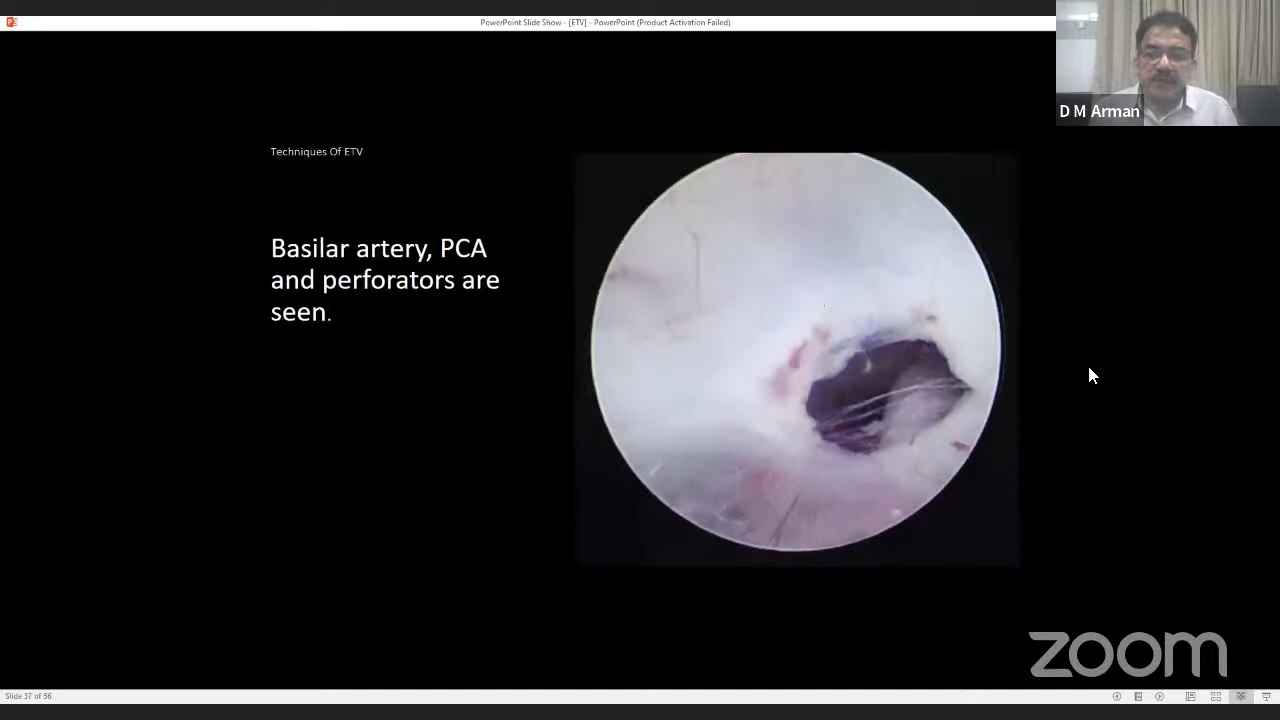 PowerPoint Slide Show - [ETV] - PowerPoint (Product Activation Failed)
D M Arman
Techniques Of ETV
Basilar artery, PCA
and perforators are
seen.
zoom
Slide 37 of 56